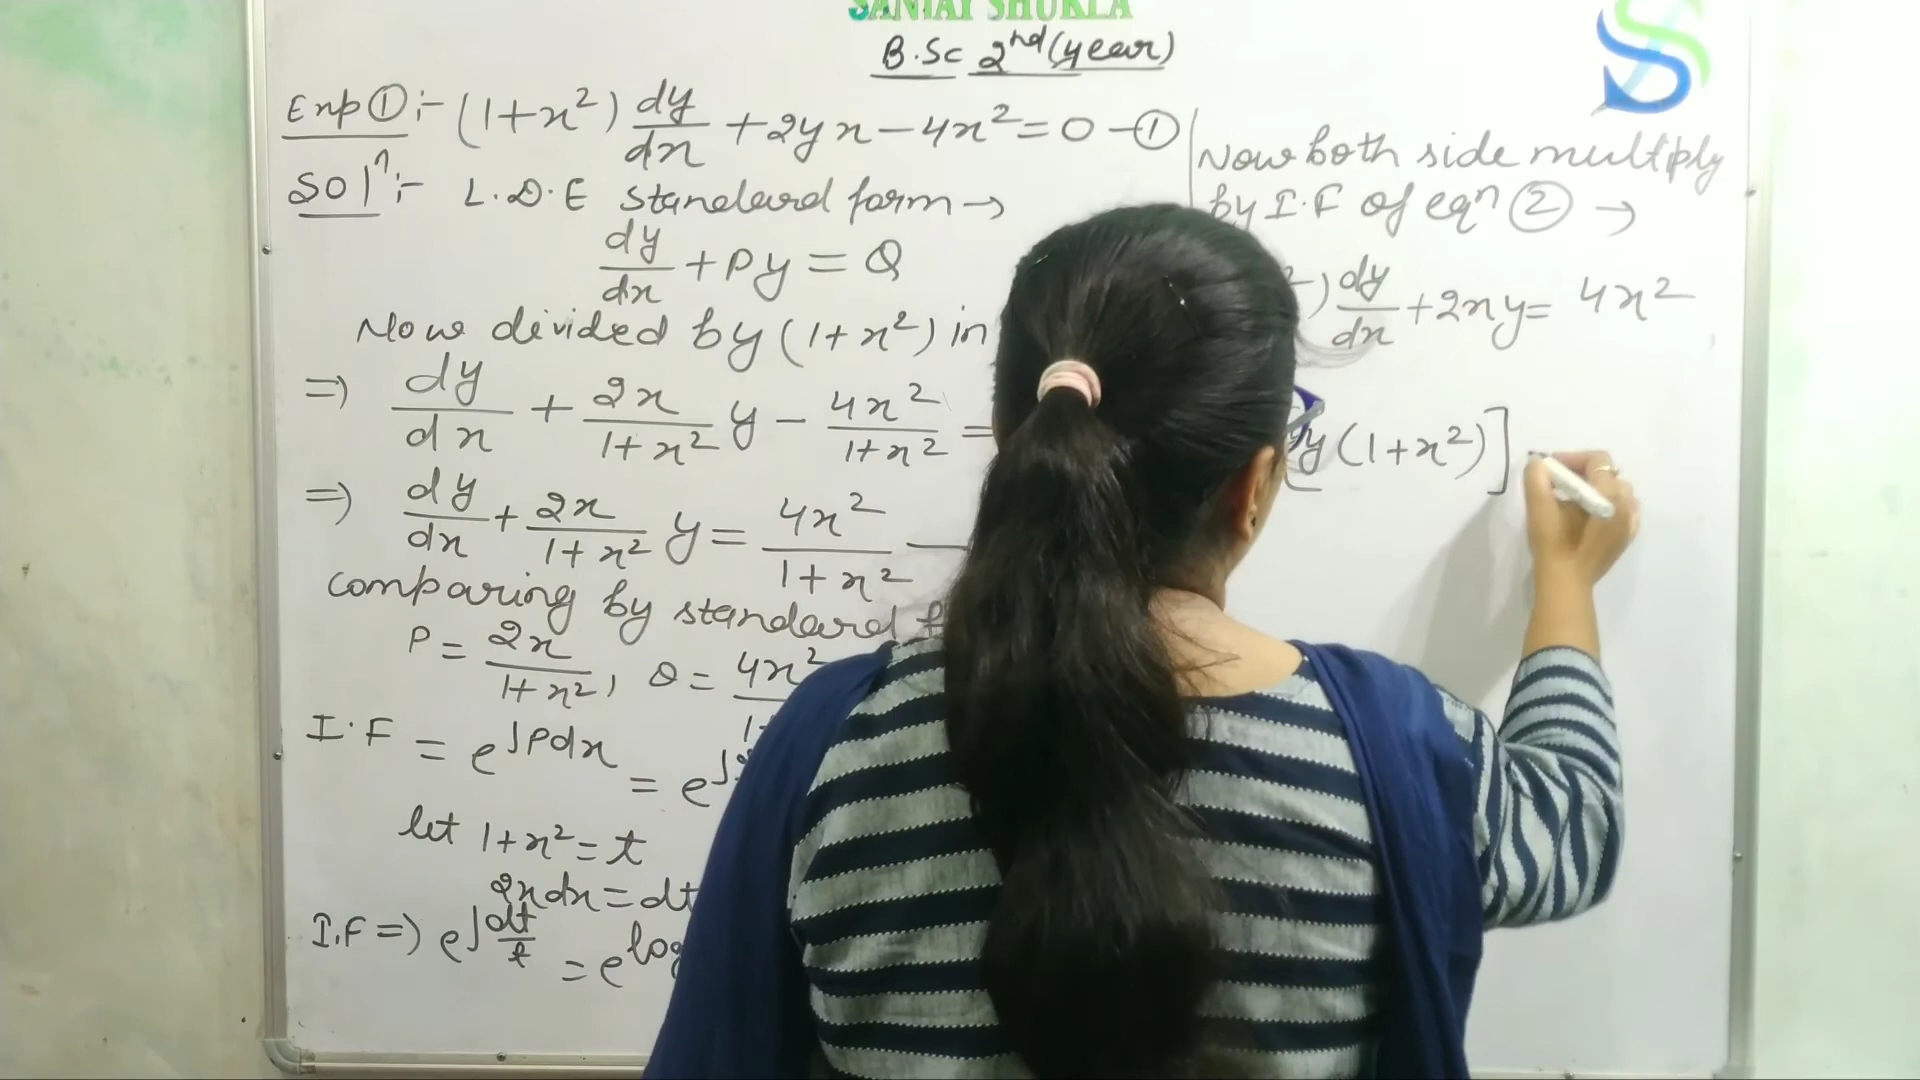 SANJAY SHUKLA
B.Sc 2nd (year)
Exp ① :- (1+x²) dy/dx + 2yx - 4x² = 0 - ①
Solⁿ :- L.D.E standard form →
dy/dx + Py = Q
Now divided by (1+x²) in
⇒ dy/dx + 2x/1+x² y - 4x²/1+x² =
⇒ dy/dx + 2x/1+x² y = 4x²/1+x² —
comparing by standard
P = 2x/1+x², Q = 4x²
I.F = e^∫Pdx = e^∫
let 1+x² = t
2xdx = dt
I.F ⇒ e^∫dt/t = e^log
Now both side multiply
by I.F of eqⁿ ② →
²) dy/dx + 2xy = 4x²
[y(1+x²)]